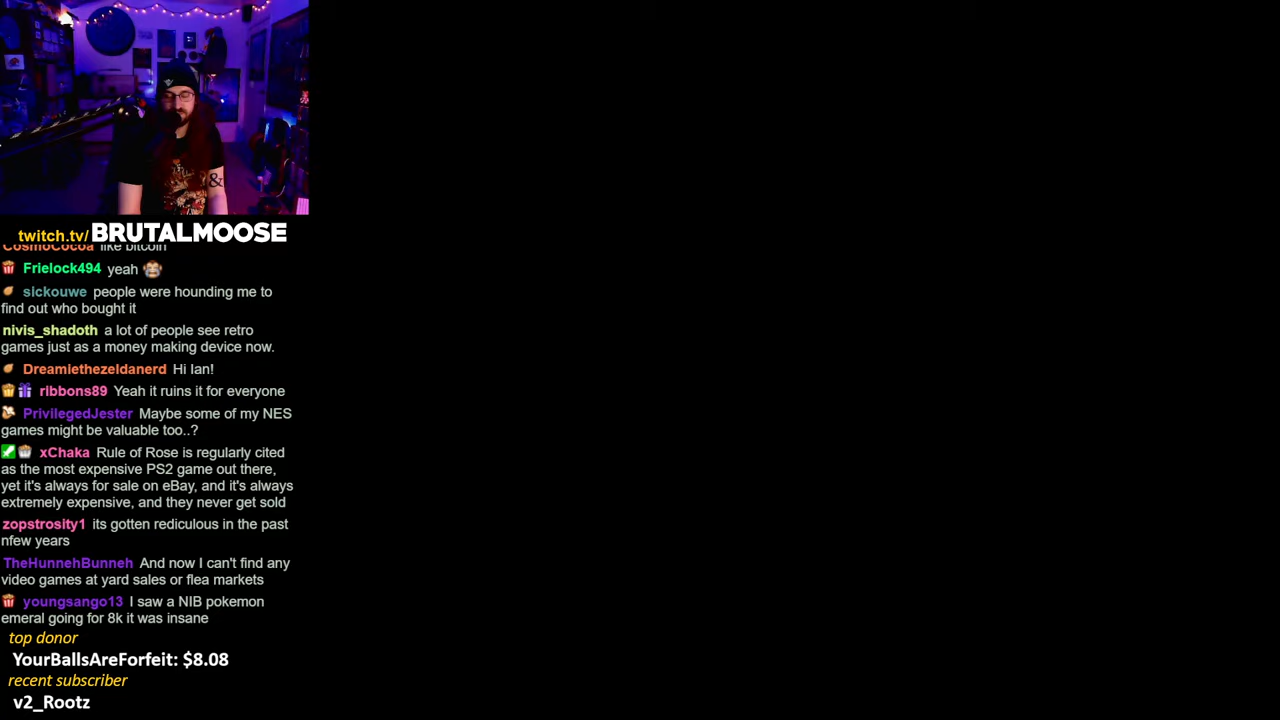 &
twitch.tv/BRUTALMOOSE
CosmoCocoa like bitcoin
Frielock494 yeah
sickouwe people were hounding me to
find out who bought it
nivis_shadoth a lot of people see retro
games just as a money making device now.
Dreamiethezeldanerd Hi Ian!
ribbons89 Yeah it ruins it for everyone
PrivilegedJester Maybe some of my NES
games might be valuable too..?
xChaka Rule of Rose is regularly cited
as the most expensive PS2 game out there,
yet it's always for sale on eBay, and it's always
extremely expensive, and they never get sold
zopstrosity1 its gotten rediculous in the past
nfew years
TheHunnehBunneh And now I can't find any
video games at yard sales or flea markets
youngsango13 I saw a NIB pokemon
emeral going for 8k it was insane
top donor
YourBallsAreForfeit: $8.08
recent subscriber
v2_Rootz